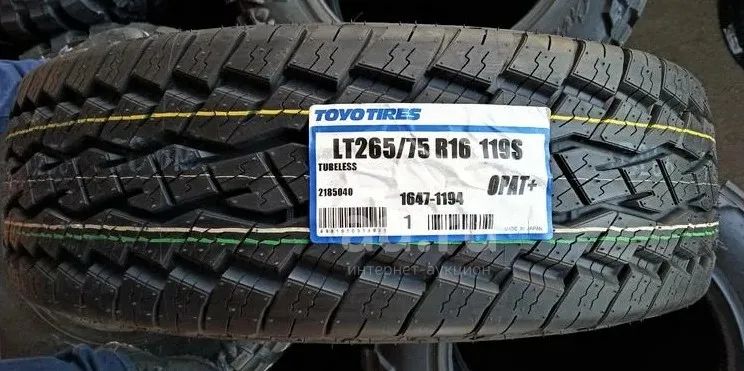 TOYO TIRES
LT265/75 R16 119S
TUBELESS
OPAT+
2185040
1647-1194
1
MADE IN JAPAN
интернет-аукцион